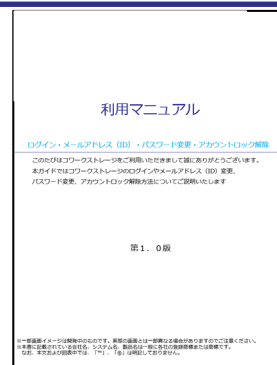 利用マニュアル
ログイン・メールアドレス（ID）・パスワード変更・アカウントロック解除
このたびはコワークストレージをご利用いただきまして誠にありがとうございます。
本ガイドではコワークストレージのログインやメールアドレス（ID）変更、
パスワード変更、アカウントロック解除方法についてご説明いたします
第１．０版
※一部画面イメージは開発中のものです。実際の画面とは一部異なる場合がありますのでご注意ください。
※本書に記載されている会社名、システム名、製品名は一般に各社の登録商標または商標です。
なお、本文および図表中では、「™」、「®」は明記しておりません。